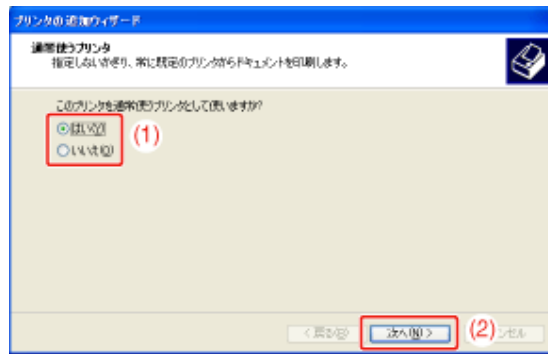 プリンタの追加ウィザード
通常使うプリンタ
指定しないかぎり、常に既定のプリンタからドキュメントを印刷します。
このプリンタを通常使うプリンタとして使いますか?
はい(Y)
(1)
いいえ(O)
< 戻る(B)
次へ(N) >
(2)
ンセル